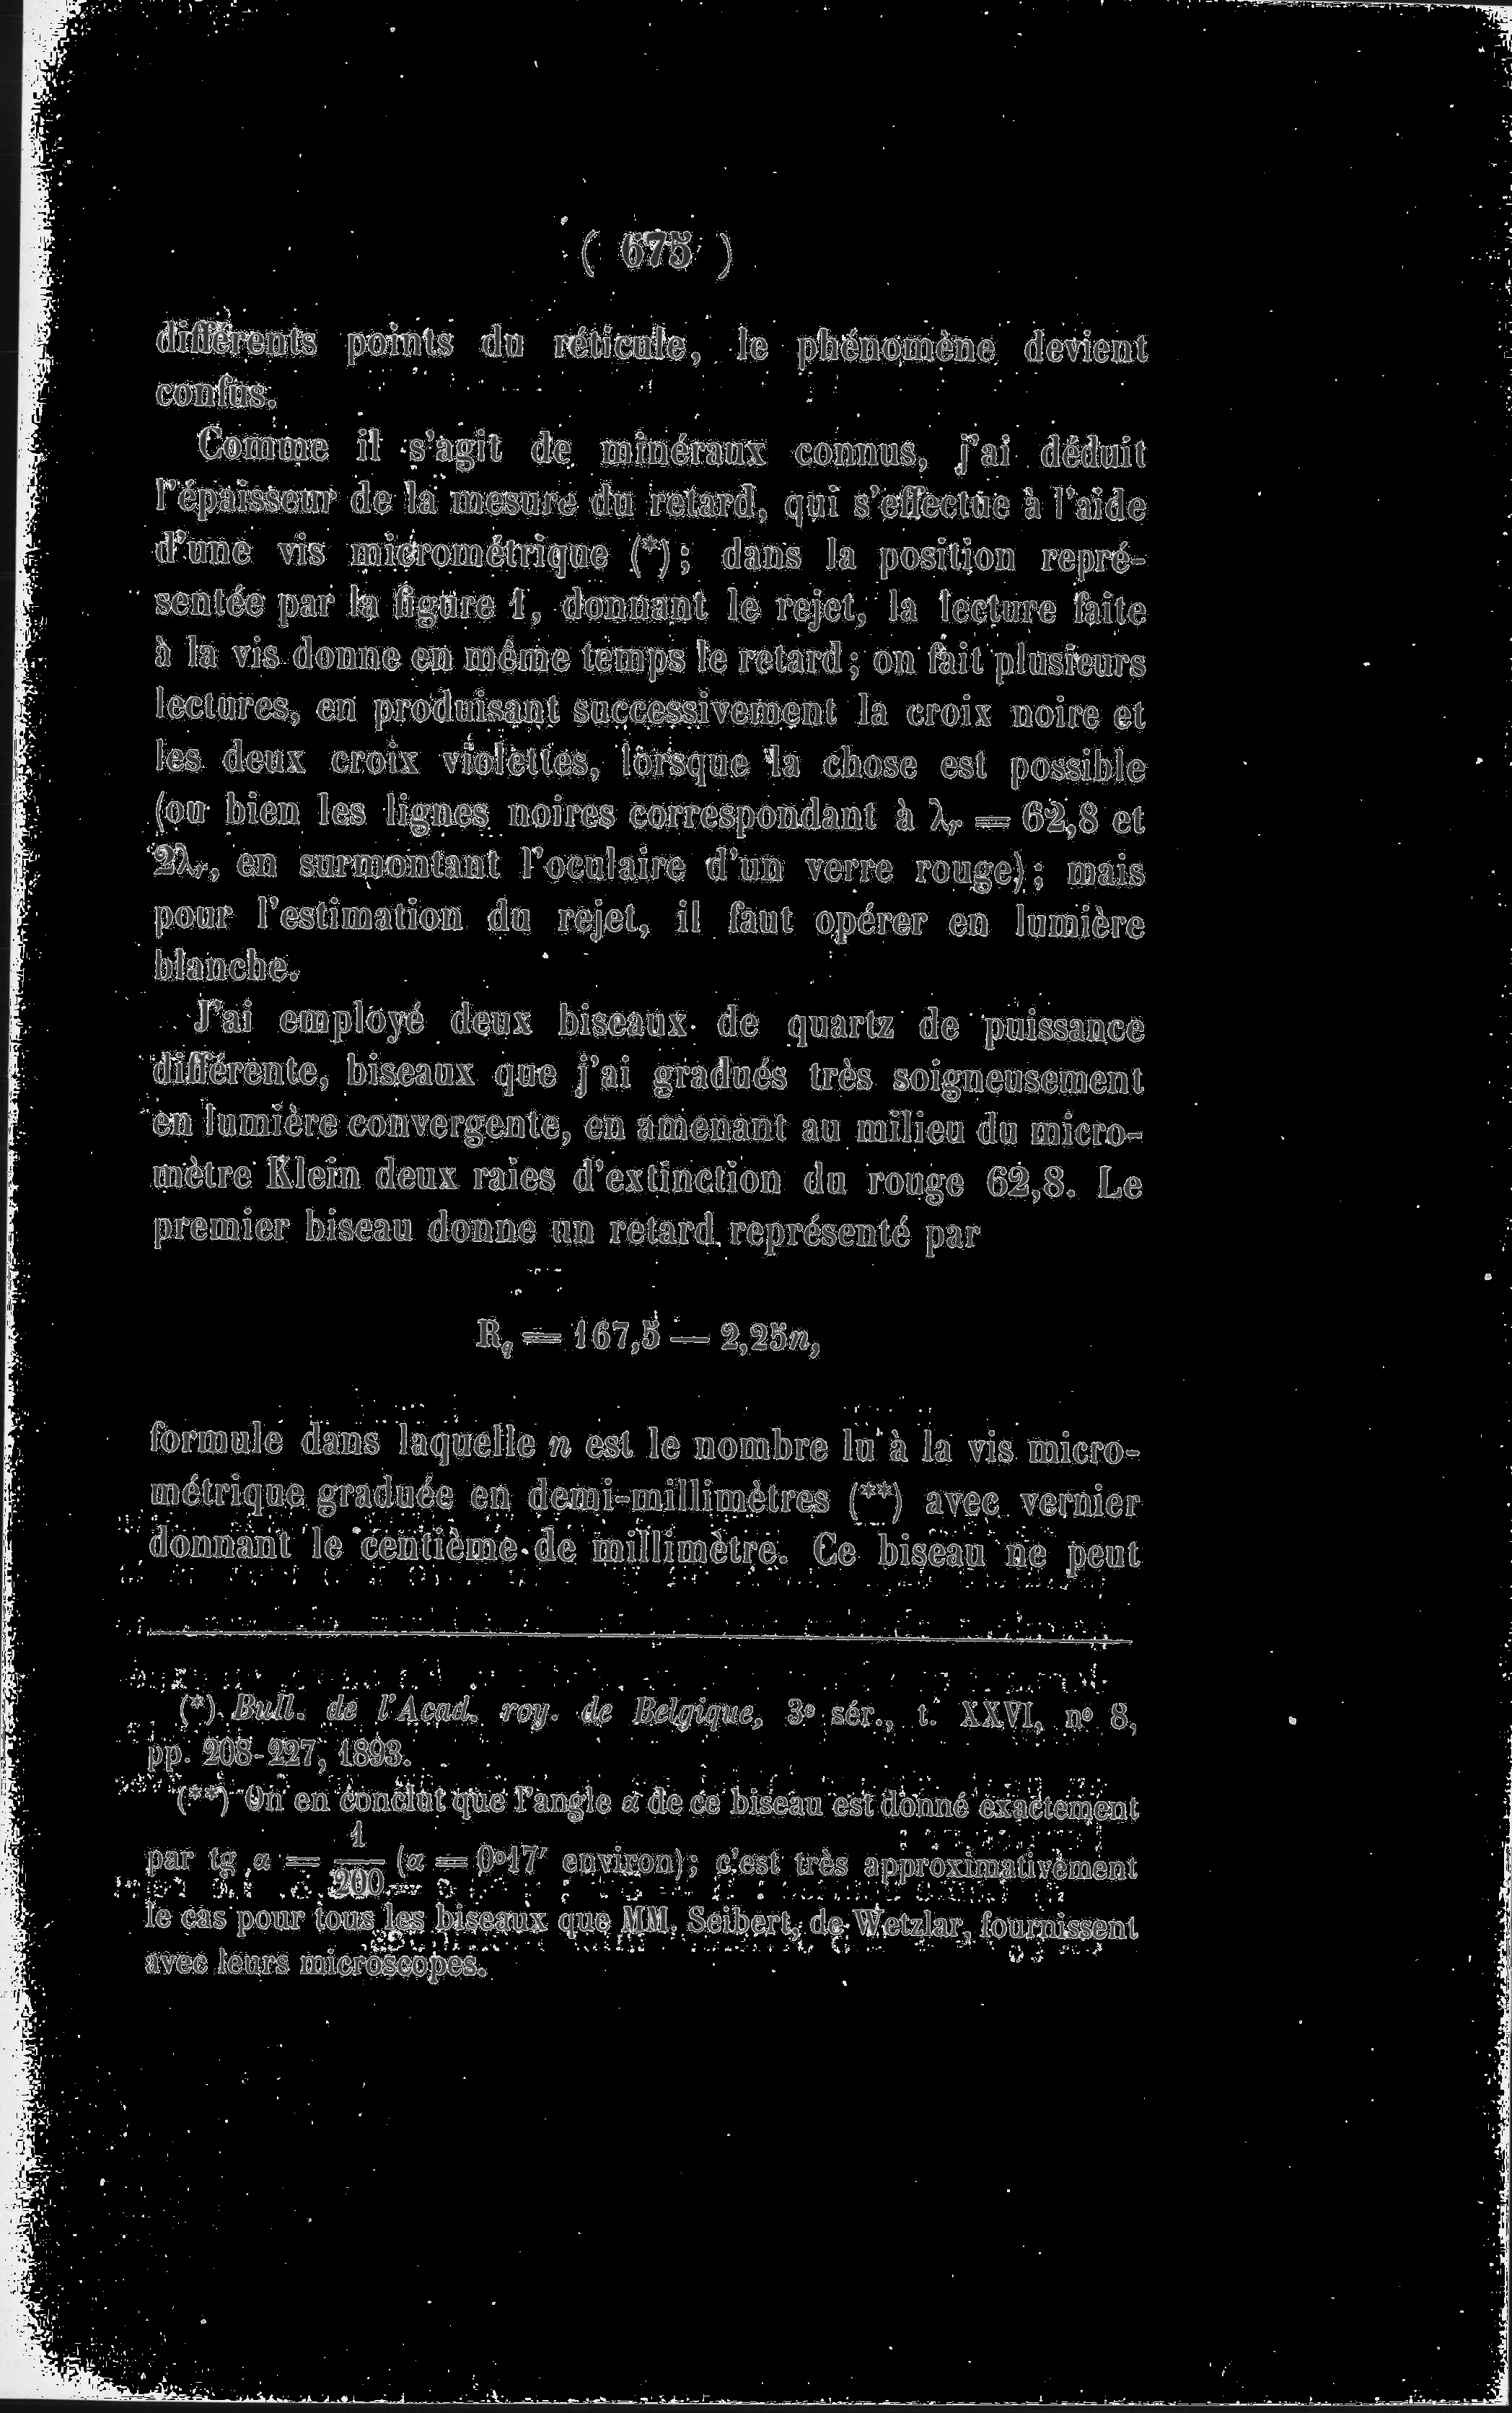 ( 675 )
différents points du réticule, le phénomène devient
confus.
Comme il s'agit de minéraux connus, j'ai déduit
l'épaisseur de la mesure du retard, qui s'effectue à l'aide
d'une vis micrométrique (*); dans la position repré-
sentée par la figure 1, donnant le rejet, la lecture faite
à la vis donne en même temps le retard; on fait plusieurs
lectures, en produisant successivement la croix noire et
les deux croix violettes, lorsque la chose est possible
(ou bien les lignes noires correspondant à λr = 62,8 et
2λr, en surmontant l'oculaire d'un verre rouge); mais
pour l'estimation du rejet, il faut opérer en lumière
blanche.
J'ai employé deux biseaux de quartz de puissance
différente, biseaux que j'ai gradués très soigneusement
en lumière convergente, en amenant au milieu du micro-
mètre Klein deux raies d'extinction du rouge 62,8. Le
premier biseau donne un retard représenté par
Rq = 167,5 — 2,25n,
formule dans laquelle n est le nombre lu à la vis micro-
métrique graduée en demi-millimètres (**) avec vernier
donnant le centième de millimètre. Ce biseau ne peut
(*) Bull. de l'Acad. roy. de Belgique, 3e sér., t. XXVI, no 8,
pp. 208-227, 1893.
(**) On en conclut que l'angle α de ce biseau est donné exactement
par tg α = 1/200 (α = 0°17' environ); c'est très approximativement
le cas pour tous les biseaux que MM. Seibert, de Wetzlar, fournissent
avec leurs microscopes.